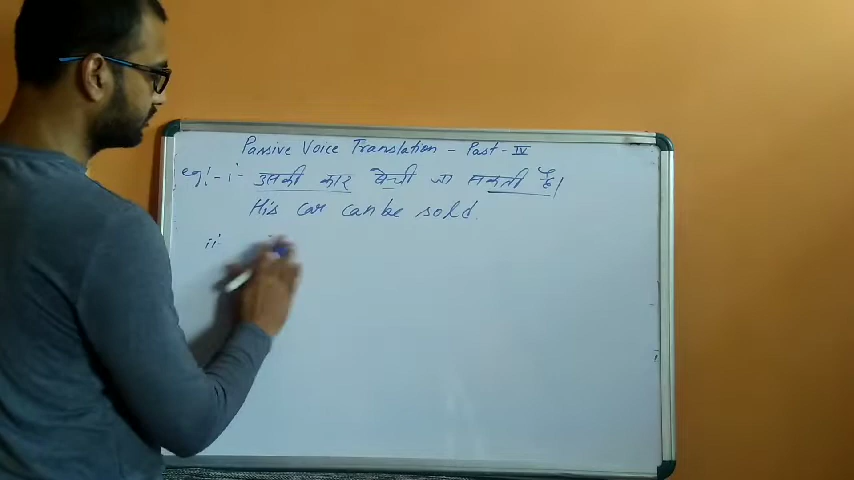 Passive Voice Translation - Part - IV
eg:- i- उसकी कार बेची जा सकती है।
His car can be sold.
ii